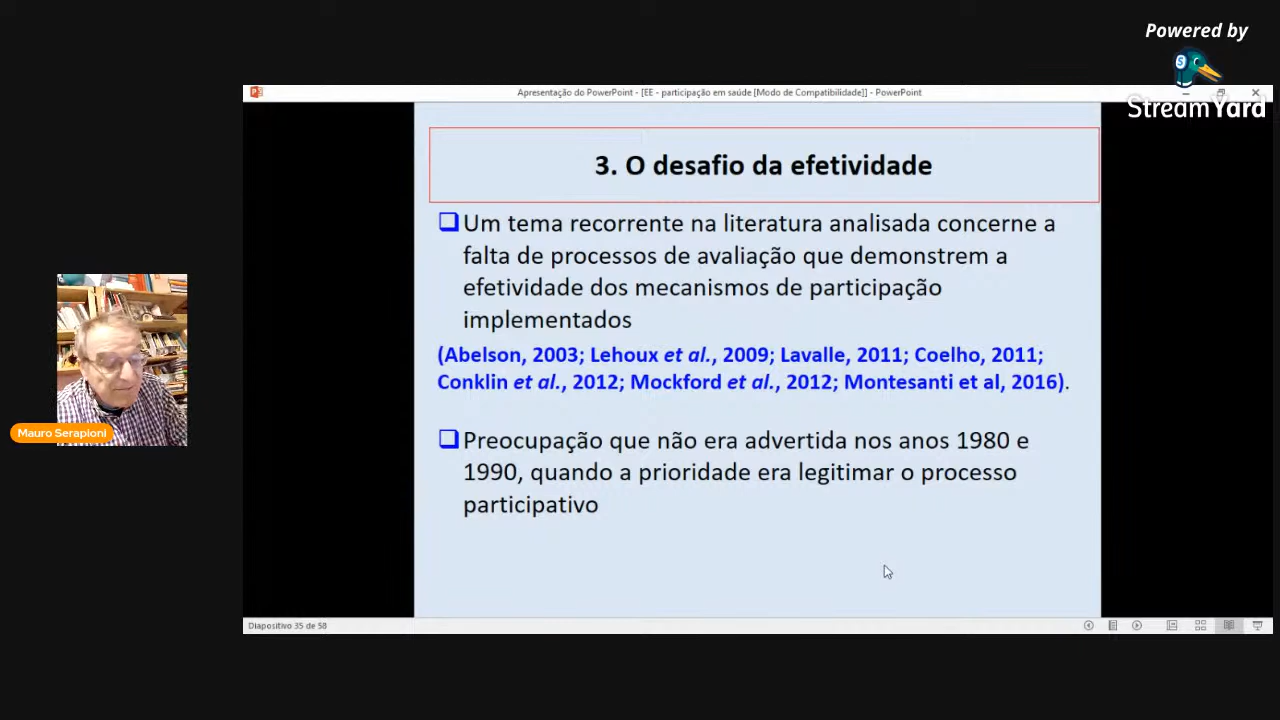 Powered by
StreamYard
Apresentação do PowerPoint - [EE - participação em saúde [Modo de Compatibilidade]] - PowerPoint
3. O desafio da efetividade
Um tema recorrente na literatura analisada concerne a
falta de processos de avaliação que demonstrem a
efetividade dos mecanismos de participação
implementados
(Abelson, 2003; Lehoux et al., 2009; Lavalle, 2011; Coelho, 2011;
Conklin et al., 2012; Mockford et al., 2012; Montesanti et al, 2016).
Preocupação que não era advertida nos anos 1980 e
1990, quando a prioridade era legitimar o processo
participativo
Mauro Serapioni
Diapositivo 35 de 58